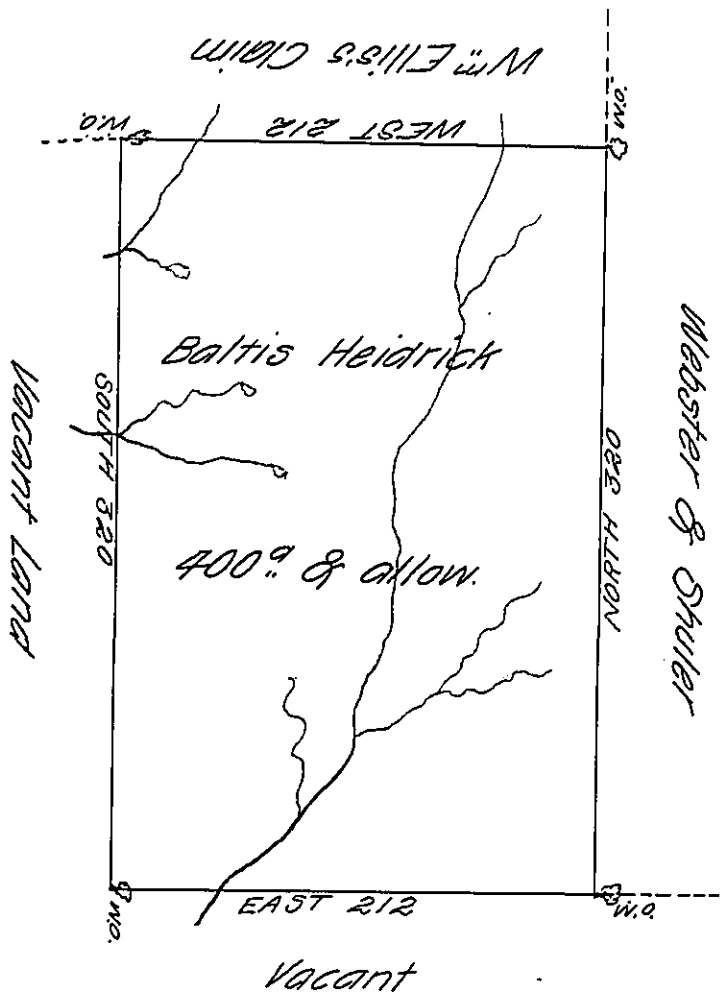 Wm Ellis's Claim
W.O.
WEST 212
W.O.
Baltis Heidrick
SOUTH 320
Vacant Land
NORTH 320
Webster & Shuler
400a & allow.
W.O.
EAST 212
W.O.
Vacant